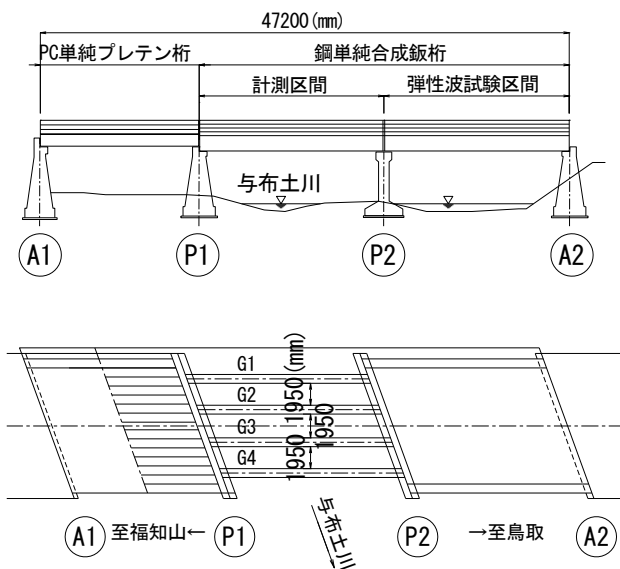 47200(mm)
PC単純プレテン桁
鋼単純合成鈑桁
計測区間
弾性波試験区間
与布土川
A1
P1
P2
A2
G1
G2
G3
G4
1950(mm)
1950
1950
与布土川
A1
至福知山←
P1
P2
→至鳥取
A2